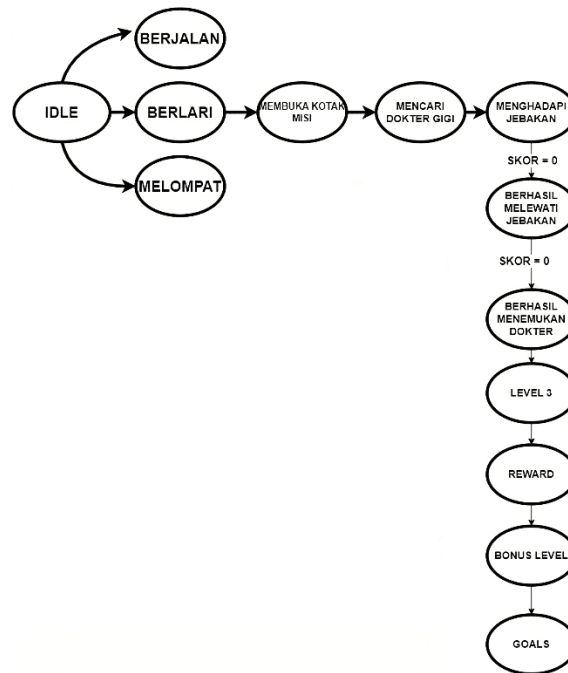 BERJALAN
IDLE
BERLARI
MEMBUKA KOTAK
MISI
MENCARI
DOKTER GIGI
MENGHADAPI
JEBAKAN
MELOMPAT
SKOR = 0
BERHASIL
MELEWATI
JEBAKAN
SKOR = 0
BERHASIL
MENEMUKAN
DOKTER
LEVEL 3
REWARD
BONUS LEVEL
GOALS